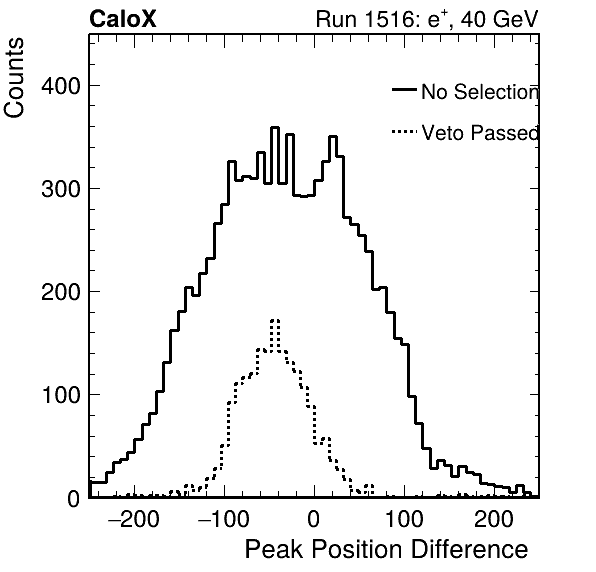 CaloX Run 1516: e⁺, 40 GeV
Counts
No Selection
Veto Passed
400
300
200
100
0
−200 −100 0 100 200
Peak Position Difference